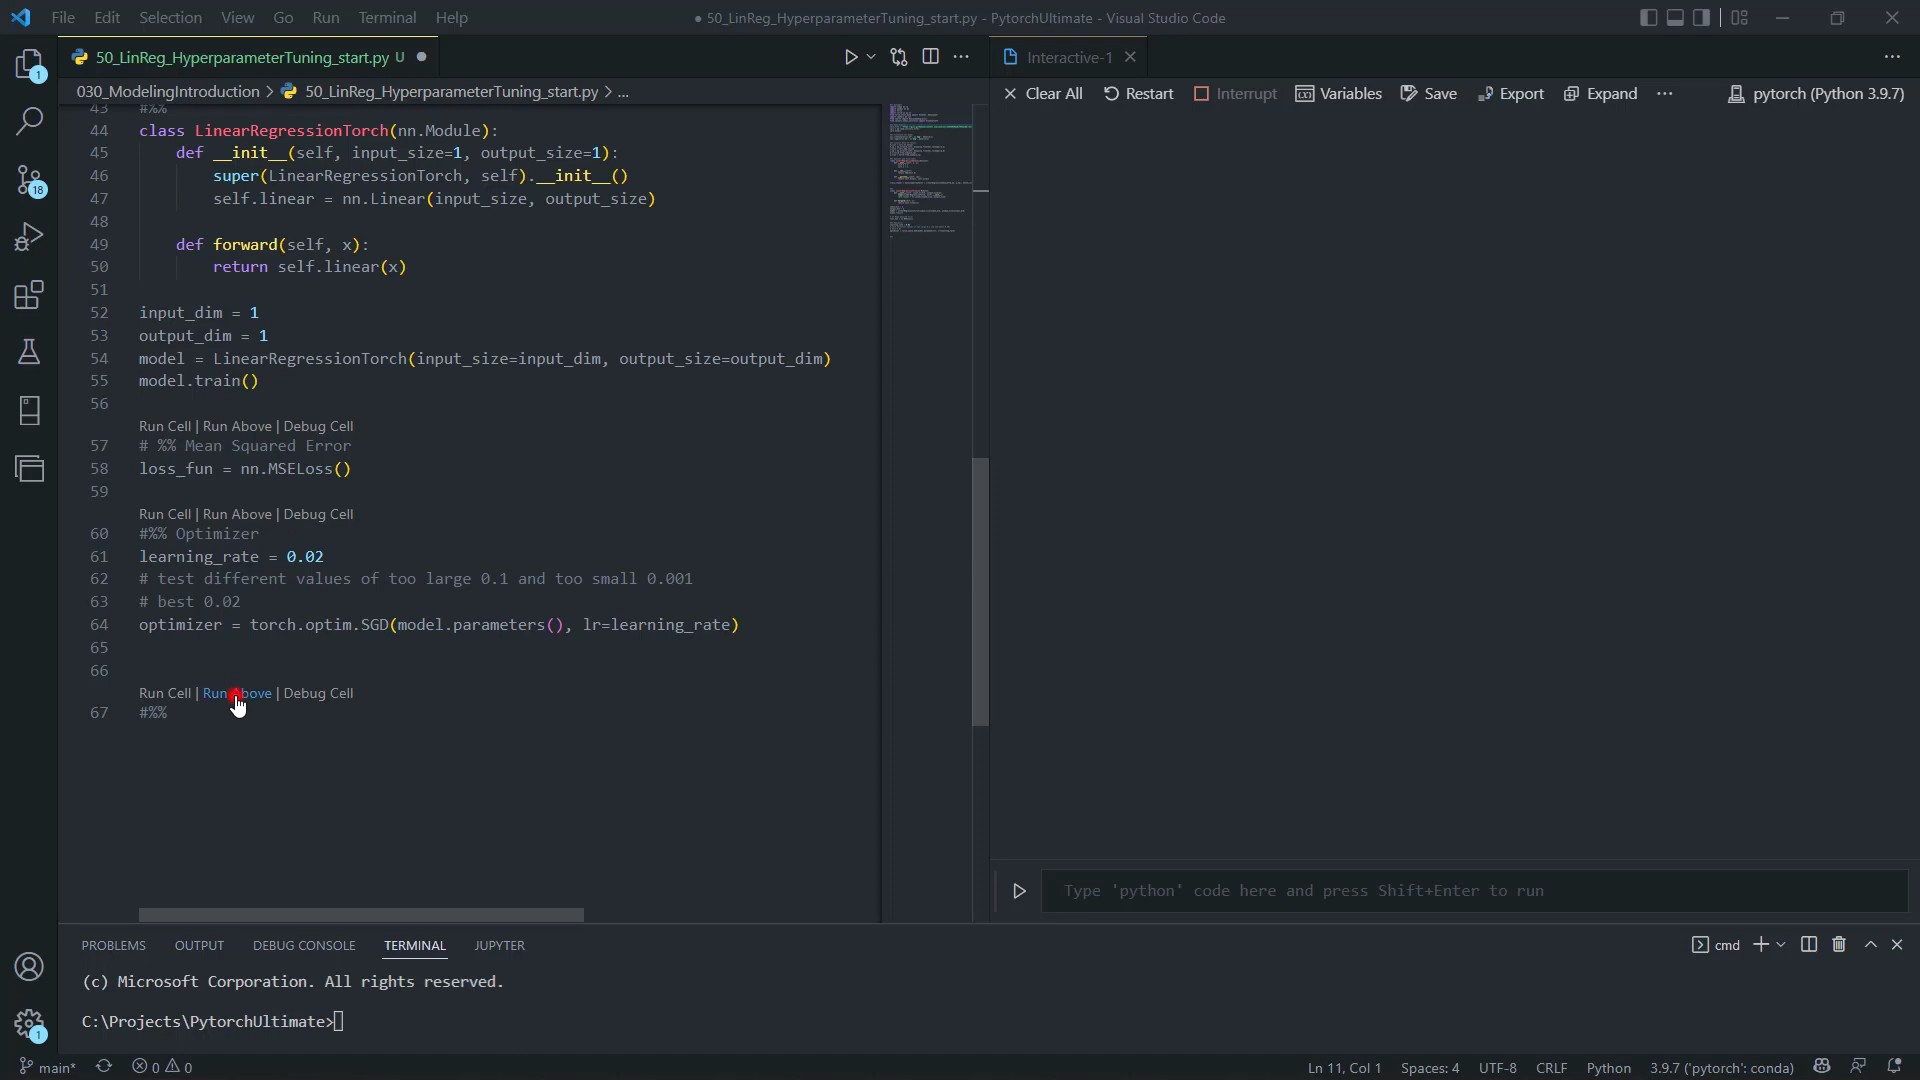 File Edit Selection View Go Run Terminal Help
● 50_LinReg_HyperparameterTuning_start.py - PytorchUltimate - Visual Studio Code
50_LinReg_HyperparameterTuning_start.py U ●
Interactive-1
030_ModelingIntroduction > 50_LinReg_HyperparameterTuning_start.py > ...
Clear All Restart Interrupt Variables Save Export Expand ... pytorch (Python 3.9.7)
43 #%%
44 class LinearRegressionTorch(nn.Module):
45 def __init__(self, input_size=1, output_size=1):
46 super(LinearRegressionTorch, self).__init__()
47 self.linear = nn.Linear(input_size, output_size)
48
49 def forward(self, x):
50 return self.linear(x)
51
52 input_dim = 1
53 output_dim = 1
54 model = LinearRegressionTorch(input_size=input_dim, output_size=output_dim)
55 model.train()
56
Run Cell | Run Above | Debug Cell
57 # %% Mean Squared Error
58 loss_fun = nn.MSELoss()
59
Run Cell | Run Above | Debug Cell
60 #%% Optimizer
61 learning_rate = 0.02
62 # test different values of too large 0.1 and too small 0.001
63 # best 0.02
64 optimizer = torch.optim.SGD(model.parameters(), lr=learning_rate)
65
66
Run Cell | Run Above | Debug Cell
67 #%%
Type 'python' code here and press Shift+Enter to run
PROBLEMS OUTPUT DEBUG CONSOLE TERMINAL JUPYTER
cmd
(c) Microsoft Corporation. All rights reserved.
C:\Projects\PytorchUltimate>
1
18
1
main* 0 0 Ln 11, Col 1 Spaces: 4 UTF-8 CRLF Python 3.9.7 ('pytorch': conda)